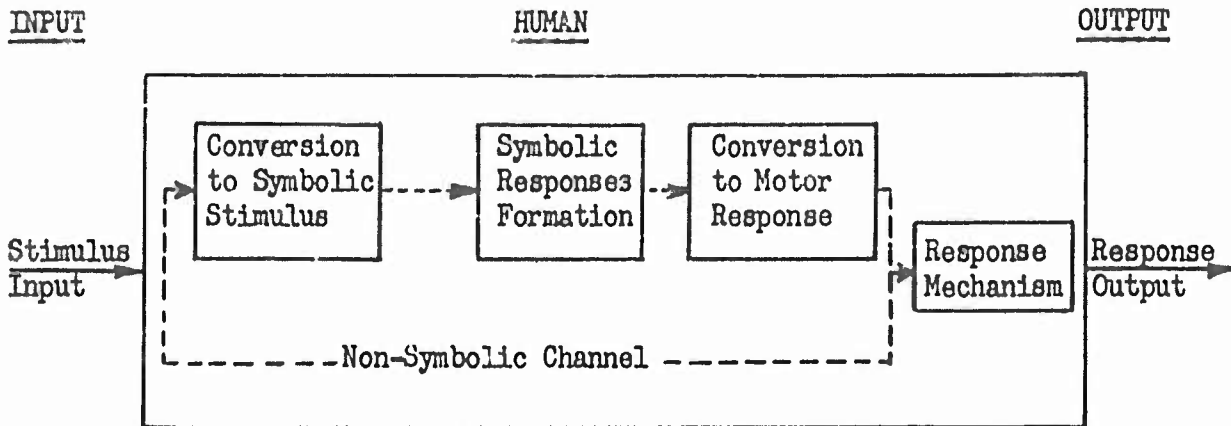 INPUT HUMAN OUTPUT
Conversion
to Symbolic
Stimulus
Symbolic
Responses
Formation
Conversion
to Motor
Response
Stimulus
Input
Response
Mechanism
Response
Output
Non-Symbolic Channel